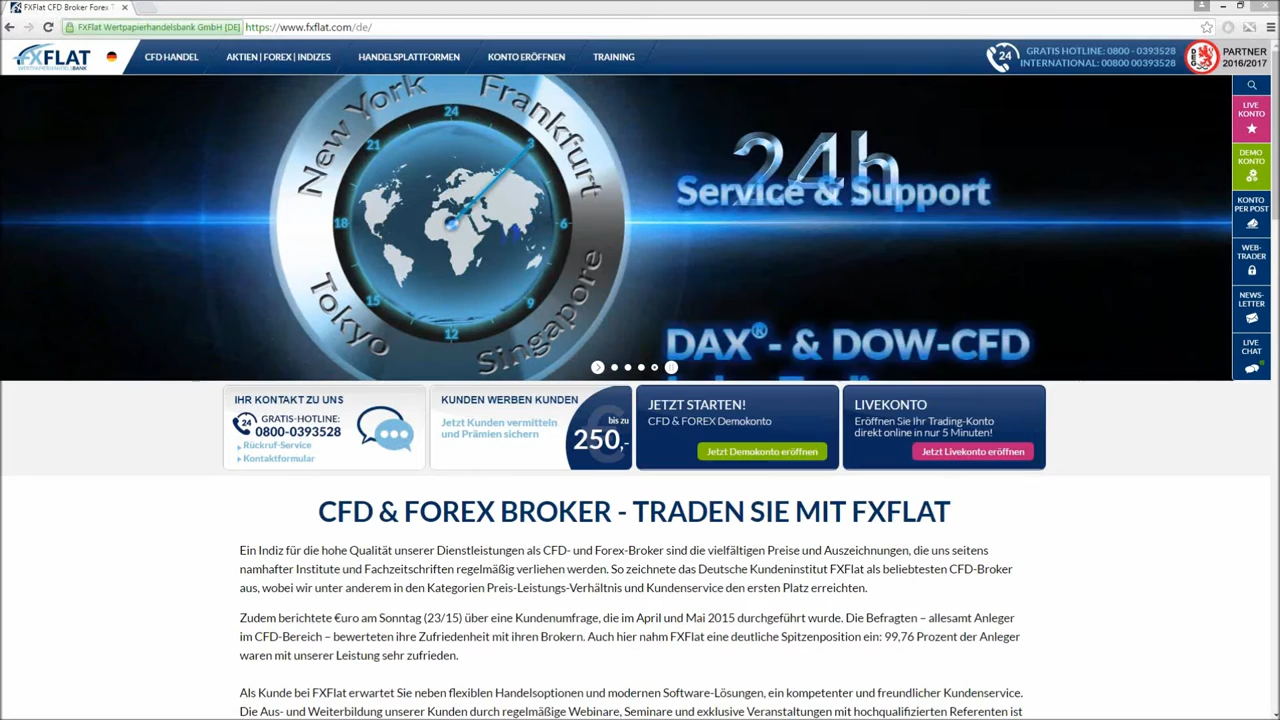 FXFlat CFD Broker Forex T
FXFlat Wertpapierhandelsbank GmbH [DE]
https://www.fxflat.com/de/
FXFLAT
WERTPAPIERHANDELSBANK
CFD HANDEL
AKTIEN | FOREX | INDIZES
HANDELSPLATTFORMEN
KONTO ERÖFFNEN
TRAINING
24
GRATIS HOTLINE: 0800 - 0393528
INTERNATIONAL: 00800 00393528
DEG
PARTNER
2016/2017
New York
Frankfurt
Tokyo
Singapore
24
3
6
9
12
15
18
21
24h
Service & Support
DAX®- & DOW-CFD
LIVE
KONTO
DEMO
KONTO
KONTO
PER POST
WEB-
TRADER
NEWS-
LETTER
LIVE
CHAT
IHR KONTAKT ZU UNS
24
GRATIS-HOTLINE:
0800-0393528
Rückruf-Service
Kontaktformular
KUNDEN WERBEN KUNDEN
Jetzt Kunden vermitteln
und Prämien sichern
bis zu
250,-
€
JETZT STARTEN!
CFD & FOREX Demokonto
Jetzt Demokonto eröffnen
LIVEKONTO
Eröffnen Sie Ihr Trading-Konto
direkt online in nur 5 Minuten!
Jetzt Livekonto eröffnen
CFD & FOREX BROKER - TRADEN SIE MIT FXFLAT
Ein Indiz für die hohe Qualität unserer Dienstleistungen als CFD- und Forex-Broker sind die vielfältigen Preise und Auszeichnungen, die uns seitens
namhafter Institute und Fachzeitschriften regelmäßig verliehen werden. So zeichnete das Deutsche Kundeninstitut FXFlat als beliebtesten CFD-Broker
aus, wobei wir unter anderem in den Kategorien Preis-Leistungs-Verhältnis und Kundenservice den ersten Platz erreichten.
Zudem berichtete €uro am Sonntag (23/15) über eine Kundenumfrage, die im April und Mai 2015 durchgeführt wurde. Die Befragten – allesamt Anleger
im CFD-Bereich – bewerteten ihre Zufriedenheit mit ihren Brokern. Auch hier nahm FXFlat eine deutliche Spitzenposition ein: 99,76 Prozent der Anleger
waren mit unserer Leistung sehr zufrieden.
Als Kunde bei FXFlat erwartet Sie neben flexiblen Handelsoptionen und modernen Software-Lösungen, ein kompetenter und freundlicher Kundenservice.
Die Aus- und Weiterbildung unserer Kunden durch regelmäßige Webinare, Seminare und exklusive Veranstaltungen mit hochqualifizierten Referenten ist